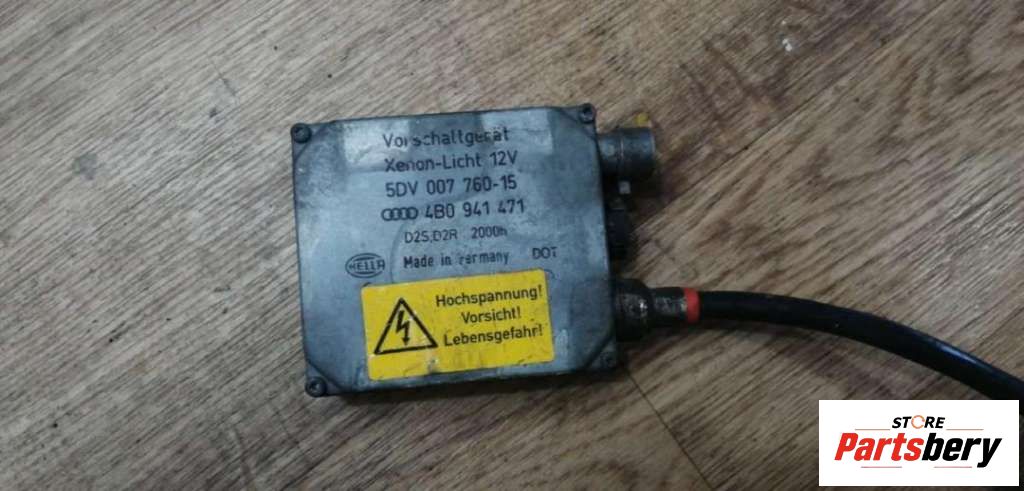 Vorschaltgerät
Xenon-Licht 12V
5DV 007 760-15
4B0 941 471
D2S,D2R 2000h
HELLA Made in Germany DOT
Hochspannung!
Vorsicht!
Lebensgefahr!
STORE
Partsbery